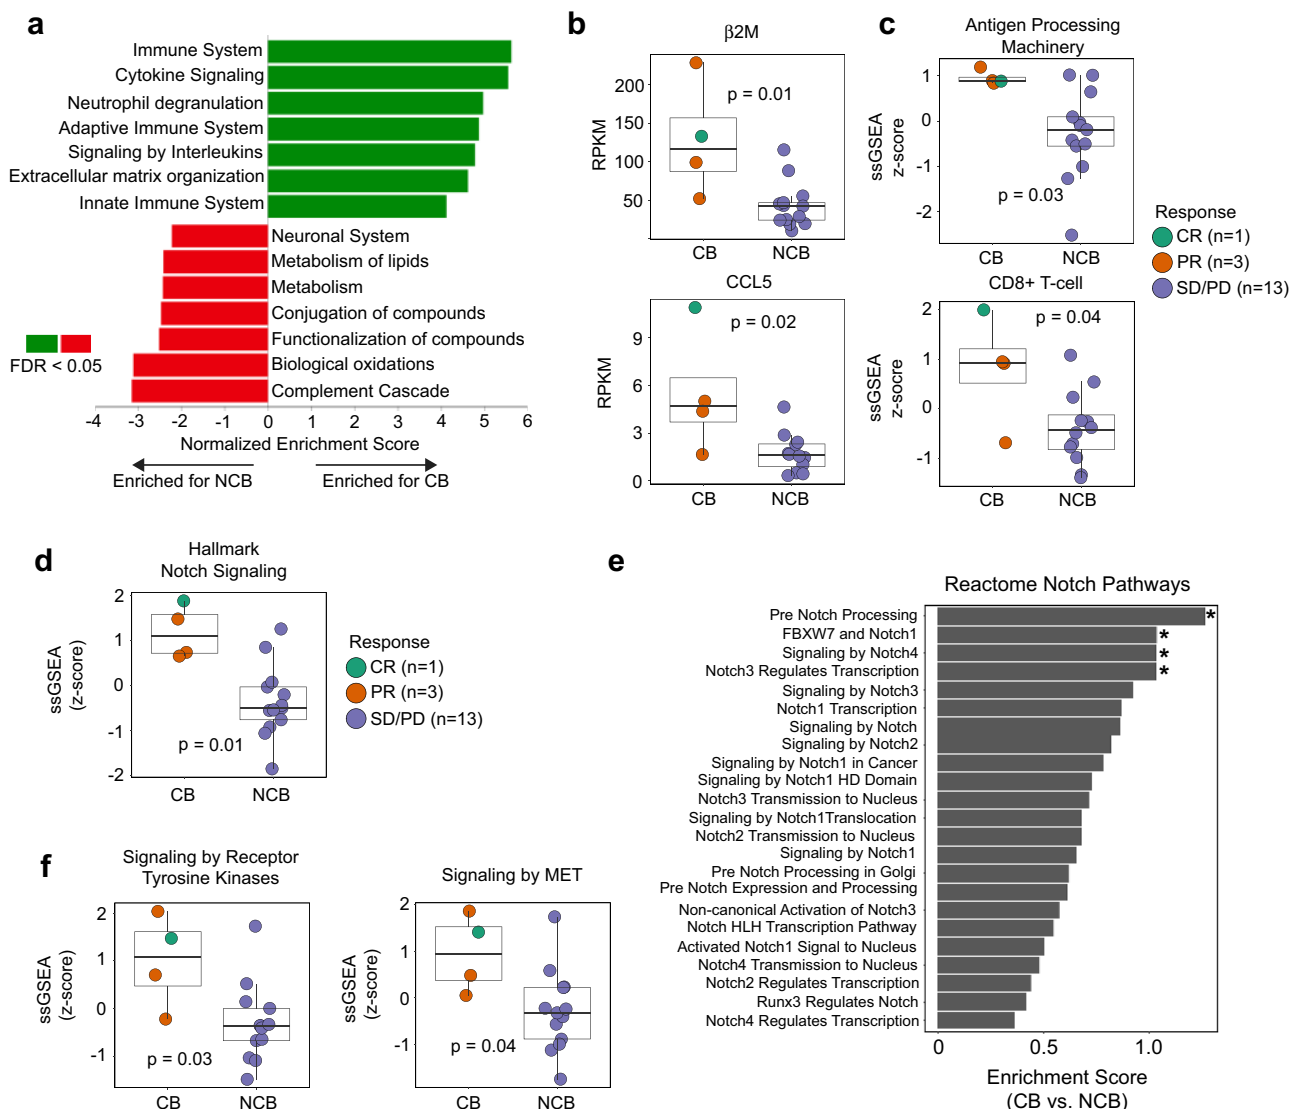 a
Immune System
Cytokine Signaling
Neutrophil degranulation
Adaptive Immune System
Signaling by Interleukins
Extracellular matrix organization
Innate Immune System
Neuronal System
Metabolism of lipids
Metabolism
Conjugation of compounds
Functionalization of compounds
Biological oxidations
Complement Cascade
FDR < 0.05
-4 -3 -2 -1 0 1 2 3 4 5 6
Normalized Enrichment Score
Enriched for NCB
Enriched for CB
b
β2M
RPKM
200
150
100
50
p = 0.01
CB NCB
CCL5
RPKM
9
6
3
0
p = 0.02
CB NCB
c
Antigen Processing
Machinery
ssGSEA
z-score
1
0
-1
-2
p = 0.03
CB NCB
CD8+ T-cell
ssGSEA
z-socre
2
1
0
-1
p = 0.04
CB NCB
Response
CR (n=1)
PR (n=3)
SD/PD (n=13)
d
Hallmark
Notch Signaling
ssGSEA
(z-score)
2
1
0
-1
-2
p = 0.01
CB NCB
Response
CR (n=1)
PR (n=3)
SD/PD (n=13)
e
Reactome Notch Pathways
Pre Notch Processing *
FBXW7 and Notch1 *
Signaling by Notch4 *
Notch3 Regulates Transcription *
Signaling by Notch3
Notch1 Transcription
Signaling by Notch
Signaling by Notch2
Signaling by Notch1 in Cancer
Signaling by Notch1 HD Domain
Notch3 Transmission to Nucleus
Signaling by Notch1Translocation
Notch2 Transmission to Nucleus
Signaling by Notch1
Pre Notch Processing in Golgi
Pre Notch Expression and Processing
Non-canonical Activation of Notch3
Notch HLH Transcription Pathway
Activated Notch1 Signal to Nucleus
Notch4 Transmission to Nucleus
Notch2 Regulates Transcription
Runx3 Regulates Notch
Notch4 Regulates Transcription
0 0.5 1.0
Enrichment Score
(CB vs. NCB)
f
Signaling by Receptor
Tyrosine Kinases
ssGSEA
(z-score)
2
1
0
-1
p = 0.03
CB NCB
Signaling by MET
ssGSEA
(z-score)
2
1
0
-1
p = 0.04
CB NCB